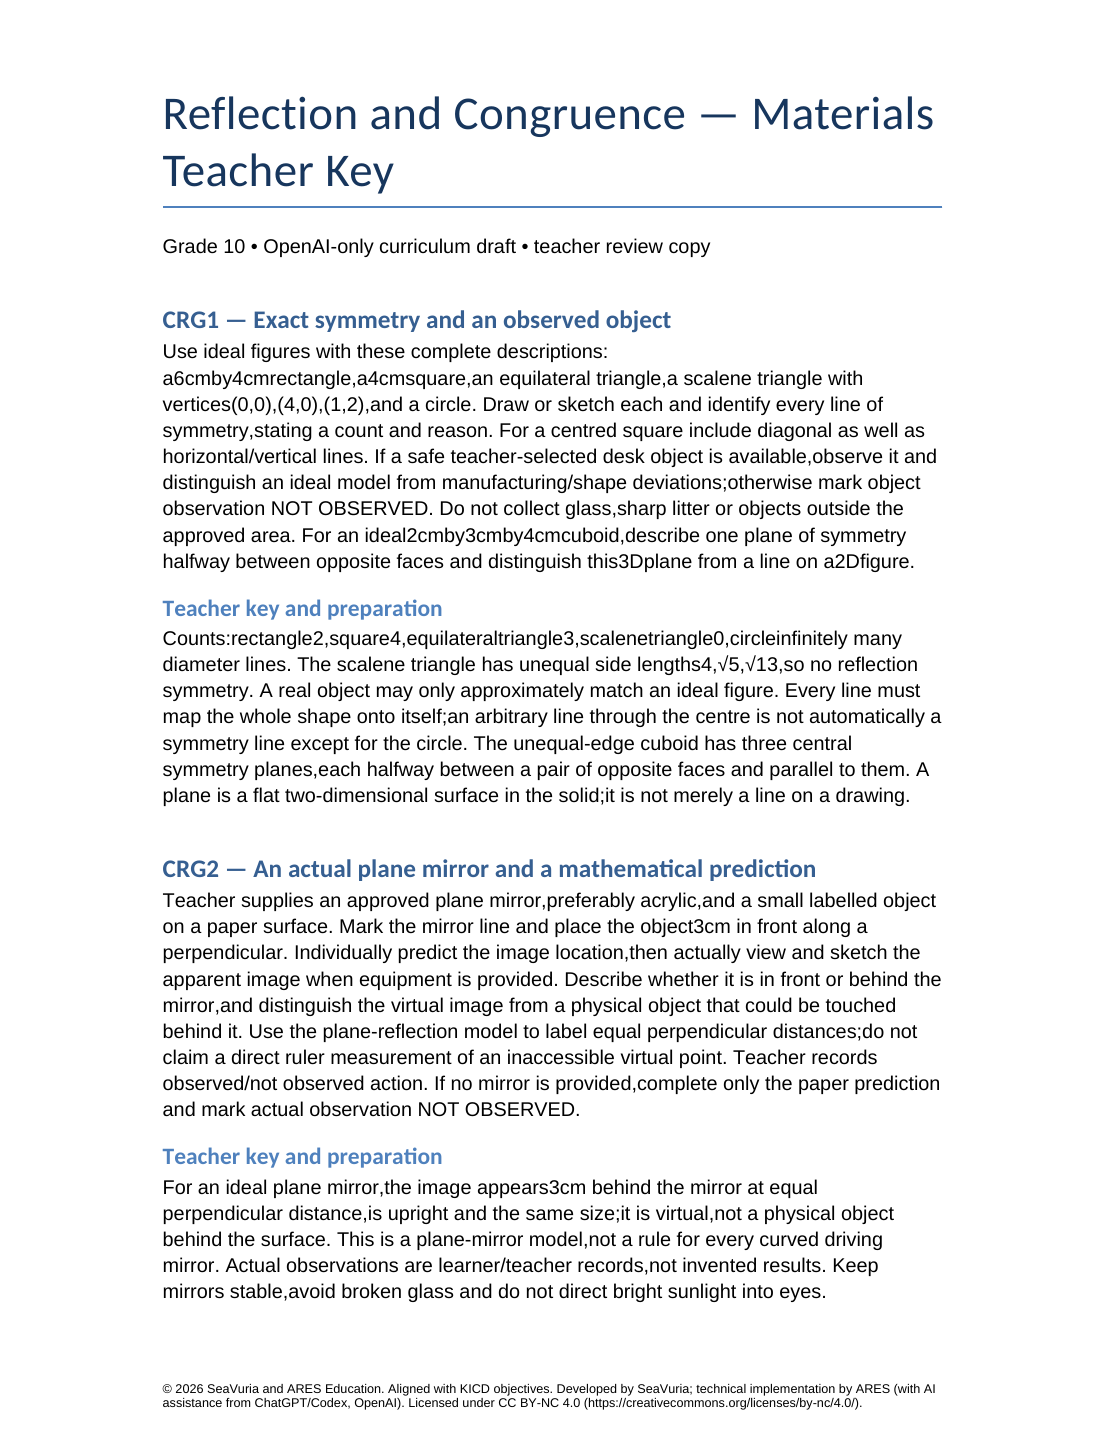 Reflection and Congruence — Materials
Teacher Key
Grade 10 • OpenAI-only curriculum draft • teacher review copy
CRG1 — Exact symmetry and an observed object
Use ideal figures with these complete descriptions:
a6cmby4cmrectangle,a4cmsquare,an equilateral triangle,a scalene triangle with
vertices(0,0),(4,0),(1,2),and a circle. Draw or sketch each and identify every line of
symmetry,stating a count and reason. For a centred square include diagonal as well as
horizontal/vertical lines. If a safe teacher-selected desk object is available,observe it and
distinguish an ideal model from manufacturing/shape deviations;otherwise mark object
observation NOT OBSERVED. Do not collect glass,sharp litter or objects outside the
approved area. For an ideal2cmby3cmby4cmcuboid,describe one plane of symmetry
halfway between opposite faces and distinguish this3Dplane from a line on a2Dfigure.
Teacher key and preparation
Counts:rectangle2,square4,equilateraltriangle3,scalenetriangle0,circleinfinitely many
diameter lines. The scalene triangle has unequal side lengths4,√5,√13,so no reflection
symmetry. A real object may only approximately match an ideal figure. Every line must
map the whole shape onto itself;an arbitrary line through the centre is not automatically a
symmetry line except for the circle. The unequal-edge cuboid has three central
symmetry planes,each halfway between a pair of opposite faces and parallel to them. A
plane is a flat two-dimensional surface in the solid;it is not merely a line on a drawing.
CRG2 — An actual plane mirror and a mathematical prediction
Teacher supplies an approved plane mirror,preferably acrylic,and a small labelled object
on a paper surface. Mark the mirror line and place the object3cm in front along a
perpendicular. Individually predict the image location,then actually view and sketch the
apparent image when equipment is provided. Describe whether it is in front or behind the
mirror,and distinguish the virtual image from a physical object that could be touched
behind it. Use the plane-reflection model to label equal perpendicular distances;do not
claim a direct ruler measurement of an inaccessible virtual point. Teacher records
observed/not observed action. If no mirror is provided,complete only the paper prediction
and mark actual observation NOT OBSERVED.
Teacher key and preparation
For an ideal plane mirror,the image appears3cm behind the mirror at equal
perpendicular distance,is upright and the same size;it is virtual,not a physical object
behind the surface. This is a plane-mirror model,not a rule for every curved driving
mirror. Actual observations are learner/teacher records,not invented results. Keep
mirrors stable,avoid broken glass and do not direct bright sunlight into eyes.
© 2026 SeaVuria and ARES Education. Aligned with KICD objectives. Developed by SeaVuria; technical implementation by ARES (with AI
assistance from ChatGPT/Codex, OpenAI). Licensed under CC BY-NC 4.0 (https://creativecommons.org/licenses/by-nc/4.0/).